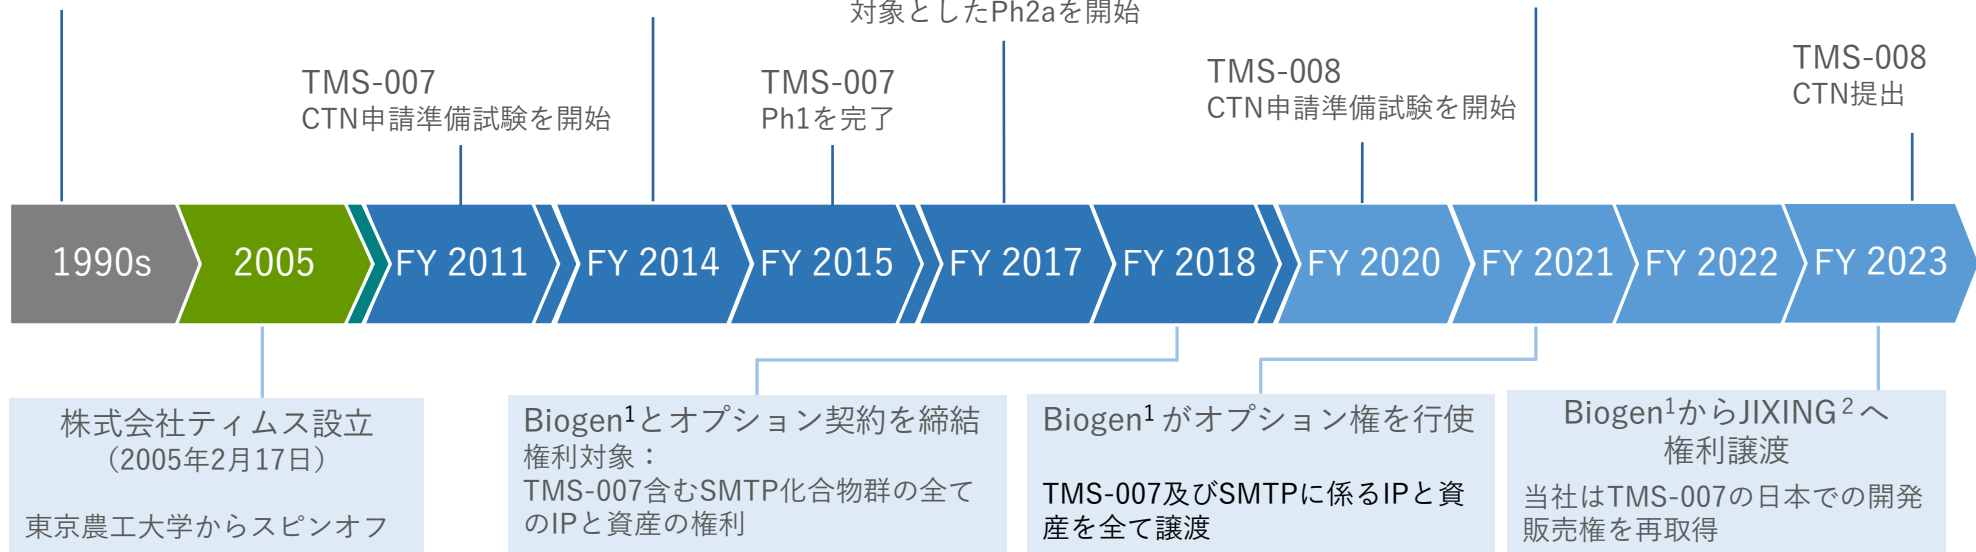 対象としたPh2aを開始
TMS-007
CTN申請準備試験を開始
TMS-007
Ph1を完了
TMS-008
CTN申請準備試験を開始
TMS-008
CTN提出
1990s
2005
FY 2011
FY 2014
FY 2015
FY 2017
FY 2018
FY 2020
FY 2021
FY 2022
FY 2023
株式会社ティムス設立
（2005年2月17日）
東京農工大学からスピンオフ
Biogen¹とオプション契約を締結
権利対象：
TMS-007含むSMTP化合物群の全て
のIPと資産の権利
Biogen¹ がオプション権を行使
TMS-007及びSMTPに係るIPと資
産を全て譲渡
Biogen¹からJIXING² へ
権利譲渡
当社はTMS-007の日本での開発
販売権を再取得